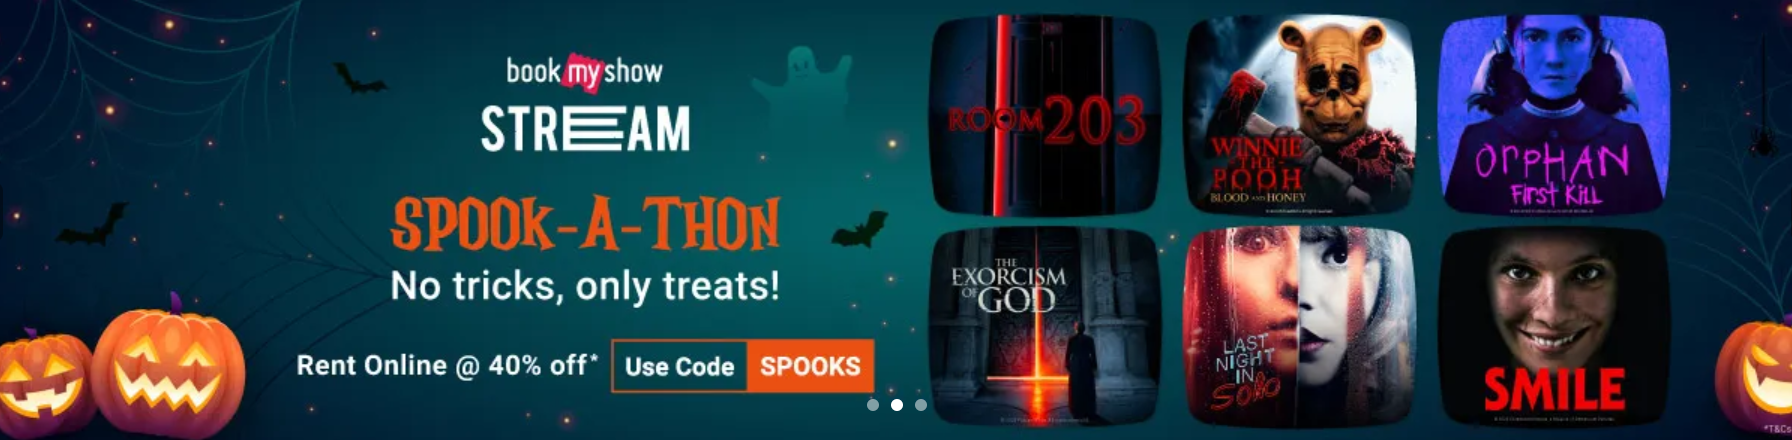 book my show
STREAM
SPOOK-A-THON
No tricks, only treats!
Rent Online @ 40% off* Use Code SPOOKS
ROOM 203
WINNIE
-THE-
POOH
BLOOD AND HONEY
ORPHAN
FIRST KILL
THE
EXORCISM
OF GOD
LAST
NIGHT
IN
SOHO
SMILE